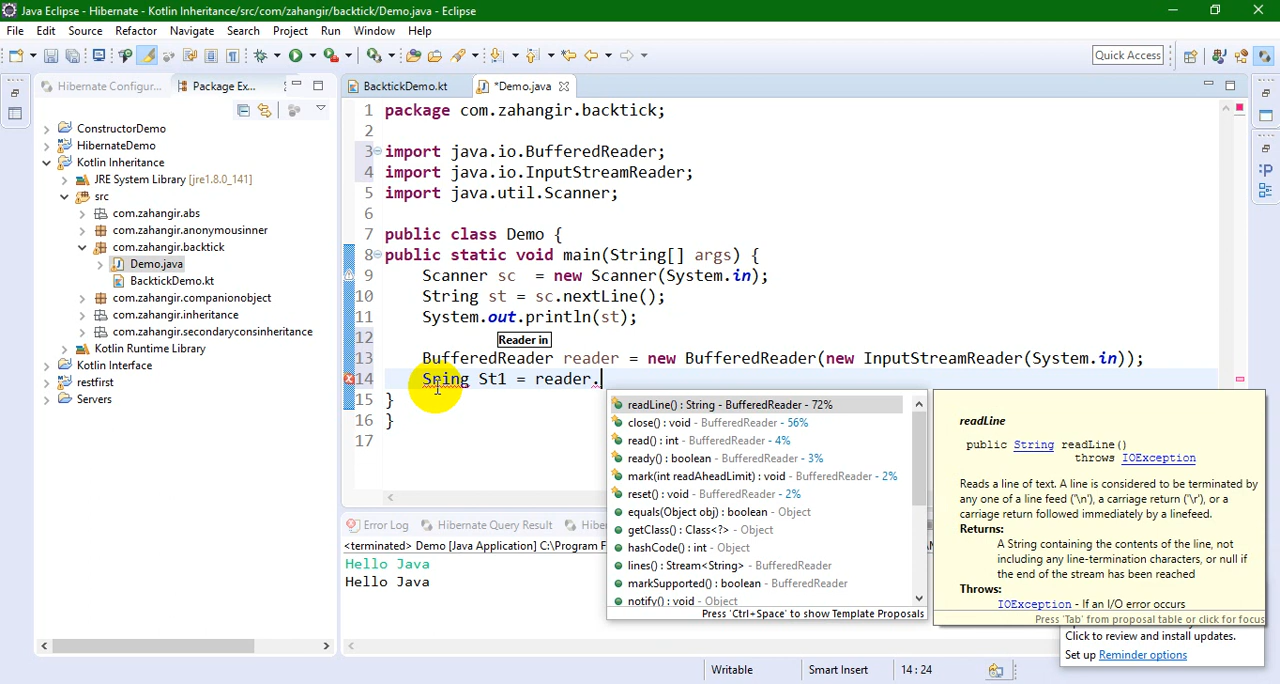 Java Eclipse - Hibernate - Kotlin Inheritance/src/com/zahangir/backtick/Demo.java - Eclipse
File Edit Source Refactor Navigate Search Project Run Window Help
Quick Access
Hibernate Configur...
Package Ex...
ConstructorDemo
HibernateDemo
Kotlin Inheritance
JRE System Library [jre1.8.0_141]
src
com.zahangir.abs
com.zahangir.anonymousinner
com.zahangir.backtick
Demo.java
BacktickDemo.kt
com.zahangir.companionobject
com.zahangir.inheritance
com.zahangir.secondaryconsinheritance
Kotlin Runtime Library
Kotlin Interface
restfirst
Servers
BacktickDemo.kt
*Demo.java
1 package com.zahangir.backtick;
2
3 import java.io.BufferedReader;
4 import java.io.InputStreamReader;
5 import java.util.Scanner;
6
7 public class Demo {
8 public static void main(String[] args) {
9 Scanner sc  = new Scanner(System.in);
10 String st = sc.nextLine();
11 System.out.println(st);
12
Reader in
13 BufferedReader reader = new BufferedReader(new InputStreamReader(System.in));
14 Sring St1 = reader.
15 }
16 }
17
readLine() : String - BufferedReader - 72%
close() : void - BufferedReader - 56%
read() : int - BufferedReader - 4%
ready() : boolean - BufferedReader - 3%
mark(int readAheadLimit) : void - BufferedReader - 2%
reset() : void - BufferedReader - 2%
equals(Object obj) : boolean - Object
getClass() : Class<?> - Object
hashCode() : int - Object
lines() : Stream<String> - BufferedReader
markSupported() : boolean - BufferedReader
notify() : void - Object
Press 'Ctrl+Space' to show Template Proposals
readLine
public String readLine()
throws IOException
Reads a line of text. A line is considered to be terminated by
any one of a line feed ('\n'), a carriage return ('\r'), or a
carriage return followed immediately by a linefeed.
Returns:
A String containing the contents of the line, not
including any line-termination characters, or null if
the end of the stream has been reached
Throws:
IOException - If an I/O error occurs
Press 'Tab' from proposal table or click for focus
Click to review and install updates.
Set up Reminder options
Error Log
Hibernate Query Result
<terminated> Demo [Java Application] C:\Program
Hello Java
Hello Java
Writable
Smart Insert
14 : 24